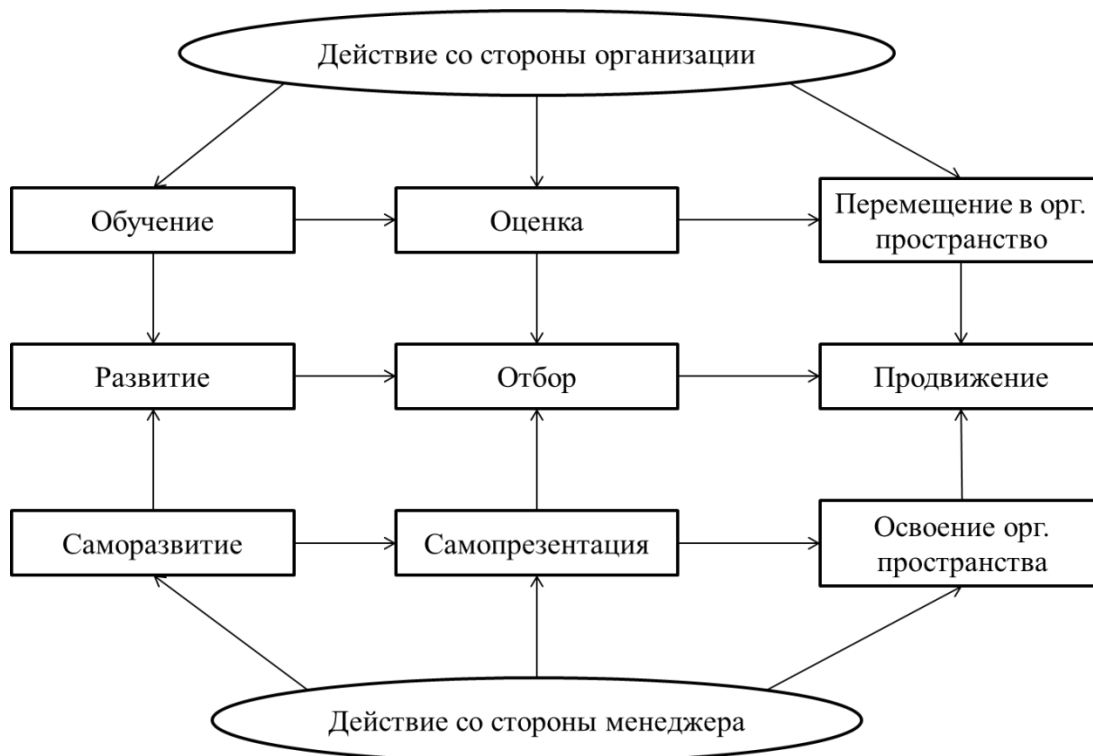 Действие со стороны организации
Обучение
Оценка
Перемещение в орг.
пространство
Развитие
Отбор
Продвижение
Саморазвитие
Самопрезентация
Освоение орг.
пространства
Действие со стороны менеджера